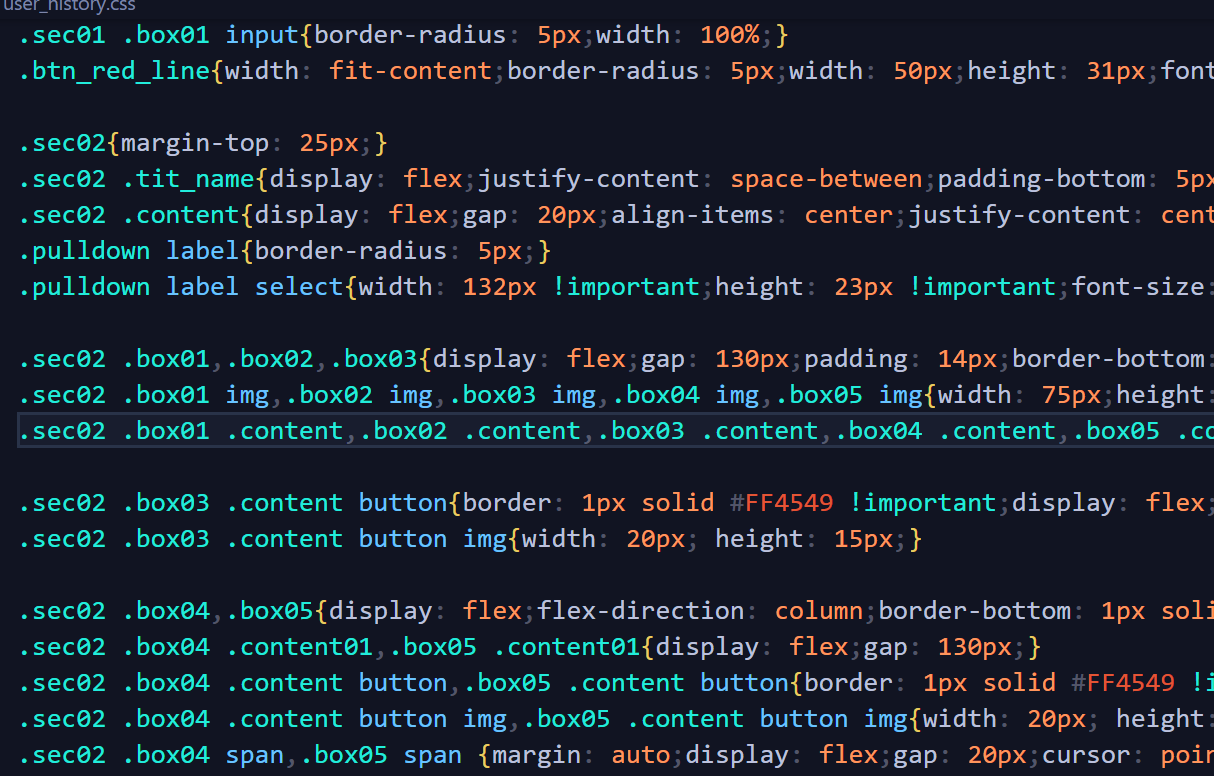 user_history.css
.sec01 .box01 input{border-radius: 5px;width: 100%;}
.btn_red_line{width: fit-content;border-radius: 5px;width: 50px;height: 31px;font
.sec02{margin-top: 25px;}
.sec02 .tit_name{display: flex;justify-content: space-between;padding-bottom: 5px
.sec02 .content{display: flex;gap: 20px;align-items: center;justify-content: cent
.pulldown label{border-radius: 5px;}
.pulldown label select{width: 132px !important;height: 23px !important;font-size:
.sec02 .box01,.box02,.box03{display: flex;gap: 130px;padding: 14px;border-bottom:
.sec02 .box01 img,.box02 img,.box03 img,.box04 img,.box05 img{width: 75px;height:
.sec02 .box01 .content,.box02 .content,.box03 .content,.box04 .content,.box05 .co
.sec02 .box03 .content button{border: 1px solid #FF4549 !important;display: flex;
.sec02 .box03 .content button img{width: 20px; height: 15px;}
.sec02 .box04,.box05{display: flex;flex-direction: column;border-bottom: 1px soli
.sec02 .box04 .content01,.box05 .content01{display: flex;gap: 130px;}
.sec02 .box04 .content button,.box05 .content button{border: 1px solid #FF4549 !i
.sec02 .box04 .content button img,.box05 .content button img{width: 20px; height:
.sec02 .box04 span,.box05 span {margin: auto;display: flex;gap: 20px;cursor: poin